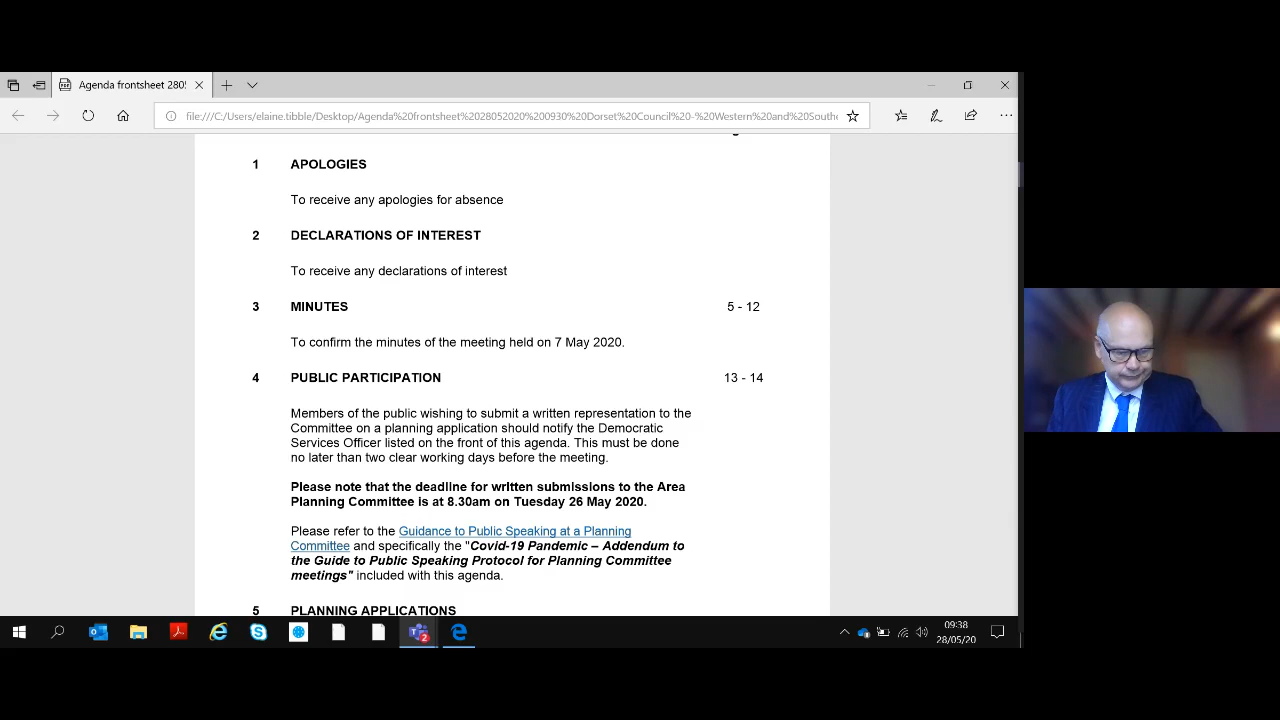 Agenda frontsheet 280!
file:///C:/Users/elaine.tibble/Desktop/Agenda%20frontsheet%2028052020%200930%20Dorset%20Council%20-%20Western%20and%20Southe
1 APOLOGIES
To receive any apologies for absence
2 DECLARATIONS OF INTEREST
To receive any declarations of interest
3 MINUTES 5 - 12
To confirm the minutes of the meeting held on 7 May 2020.
4 PUBLIC PARTICIPATION 13 - 14
Members of the public wishing to submit a written representation to the
Committee on a planning application should notify the Democratic
Services Officer listed on the front of this agenda. This must be done
no later than two clear working days before the meeting.
Please note that the deadline for written submissions to the Area
Planning Committee is at 8.30am on Tuesday 26 May 2020.
Please refer to the Guidance to Public Speaking at a Planning
Committee and specifically the "Covid-19 Pandemic – Addendum to
the Guide to Public Speaking Protocol for Planning Committee
meetings" included with this agenda.
5 PLANNING APPLICATIONS
09:38
28/05/20